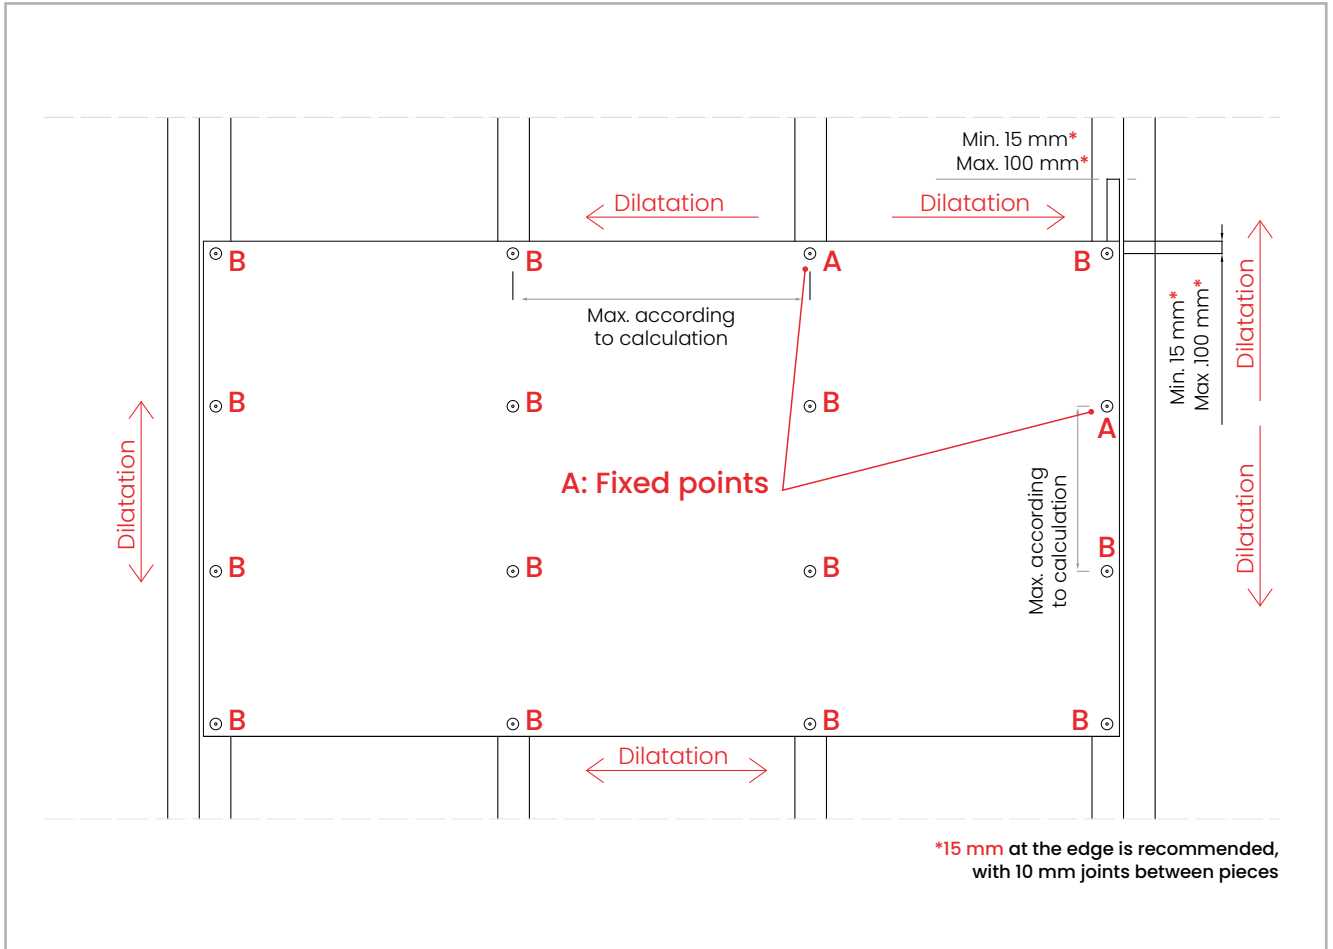 Min. 15 mm*
Max. 100 mm*
Dilatation
Dilatation
B
B
A
B
Max. according
to calculation
Min. 15 mm*
Max .100 mm*
Dilatation
B
B
B
A
Dilatation
A: Fixed points
Max. according
to calculation
Dilatation
B
B
B
B
B
B
B
B
Dilatation
*15 mm at the edge is recommended,
with 10 mm joints between pieces